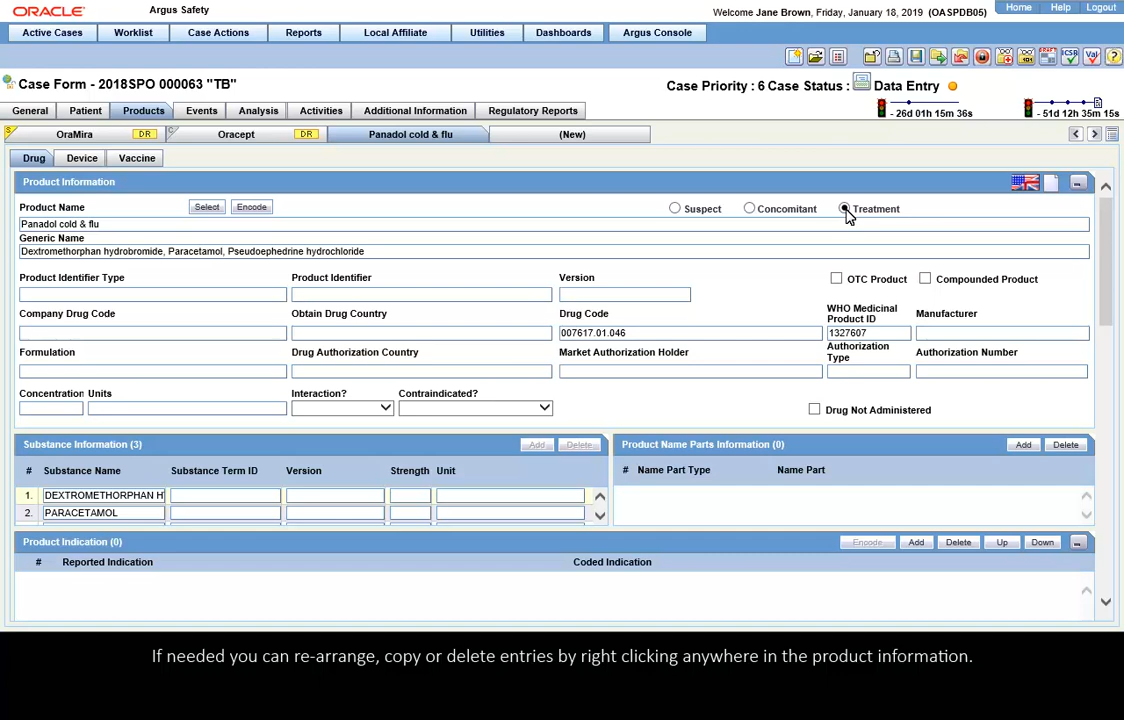 ORACLE Argus Safety Welcome Jane Brown, Friday, January 18, 2019 (OASPDB05) Home Help Logout
Active Cases Worklist Case Actions Reports Local Affiliate Utilities Dashboards Argus Console
Case Form - 2018SPO 000063 "TB" Case Priority : 6 Case Status : Data Entry
General Patient Products Events Analysis Activities Additional Information Regulatory Reports - 26d 01h 15m 36s - 51d 12h 35m 15s
S OraMira DR C Oracept DR Panadol cold & flu (New)
Drug Device Vaccine
Product Information
Product Name Select Encode Suspect Concomitant Treatment
Panadol cold & flu
Generic Name
Dextromethorphan hydrobromide, Paracetamol, Pseudoephedrine hydrochloride
Product Identifier Type Product Identifier Version OTC Product Compounded Product
Company Drug Code Obtain Drug Country Drug Code WHO Medicinal Product ID Manufacturer
007617.01.046 1327607
Formulation Drug Authorization Country Market Authorization Holder Authorization Type Authorization Number
Concentration Units Interaction? Contraindicated? Drug Not Administered
Substance Information (3) Add Delete Product Name Parts Information (0) Add Delete
# Substance Name Substance Term ID Version Strength Unit # Name Part Type Name Part
1. DEXTROMETHORPHAN H
2. PARACETAMOL
Product Indication (0) Encode Add Delete Up Down
# Reported Indication Coded Indication
If needed you can re-arrange, copy or delete entries by right clicking anywhere in the product information.